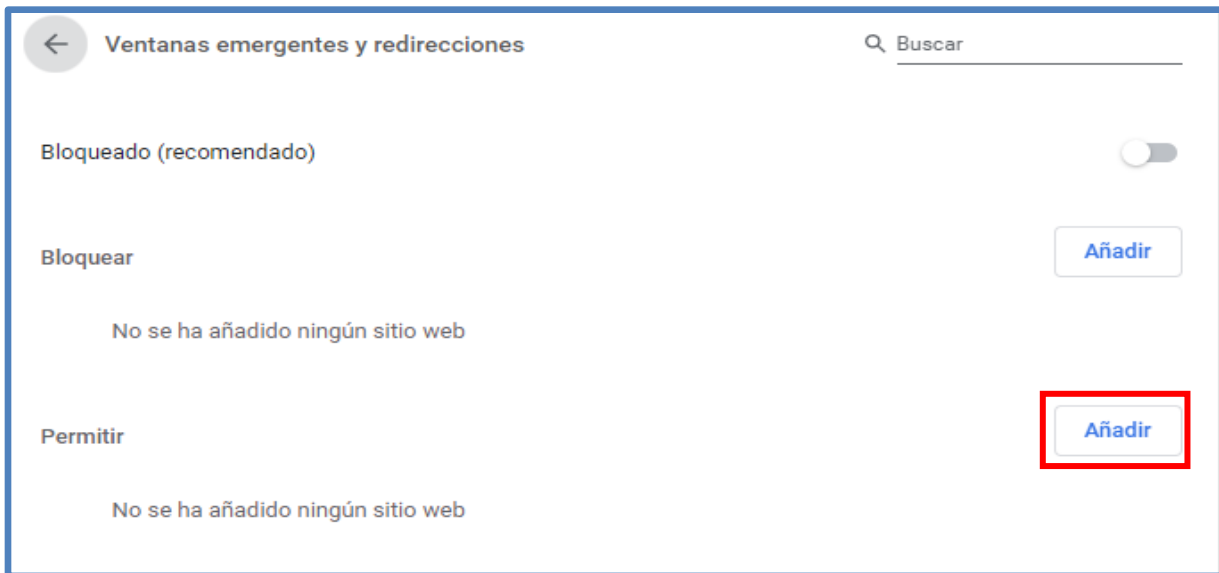 Ventanas emergentes y redirecciones
Buscar
Bloqueado (recomendado)
Bloquear
Añadir
No se ha añadido ningún sitio web
Permitir
Añadir
No se ha añadido ningún sitio web